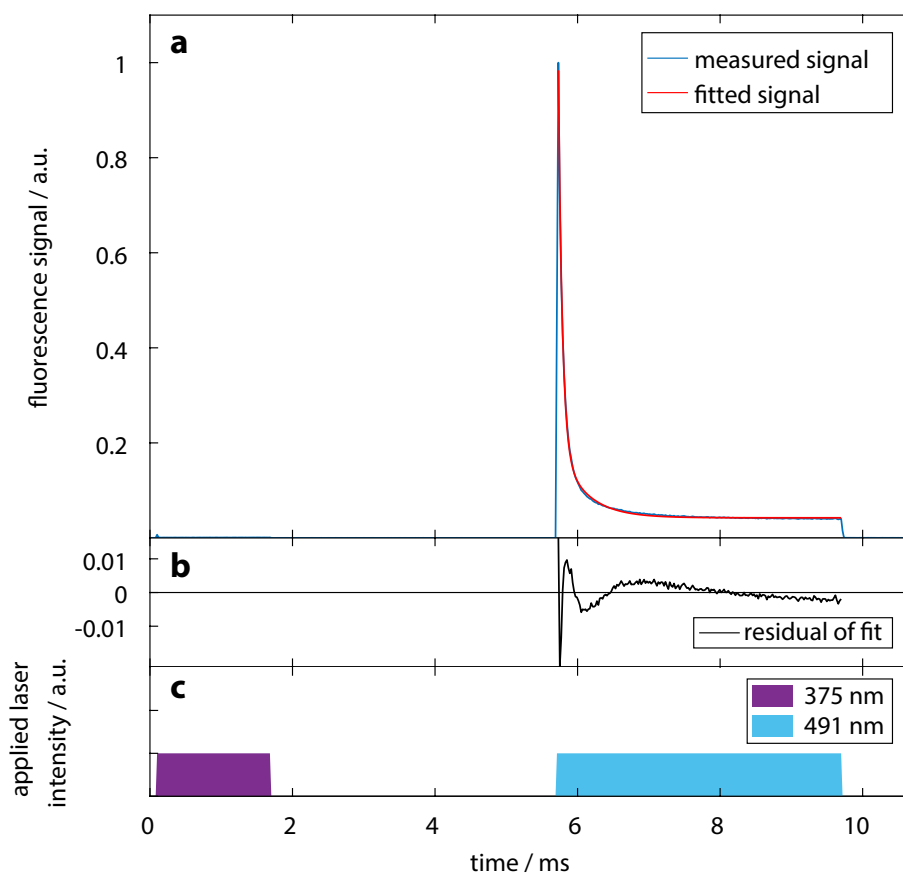 a
measured signal
fitted signal
fluorescence signal / a.u.
1
0.8
0.6
0.4
0.2
b
0.01
0
-0.01
residual of fit
c
375 nm
491 nm
applied laser
intensity / a.u.
0 2 4 6 8 10
time / ms